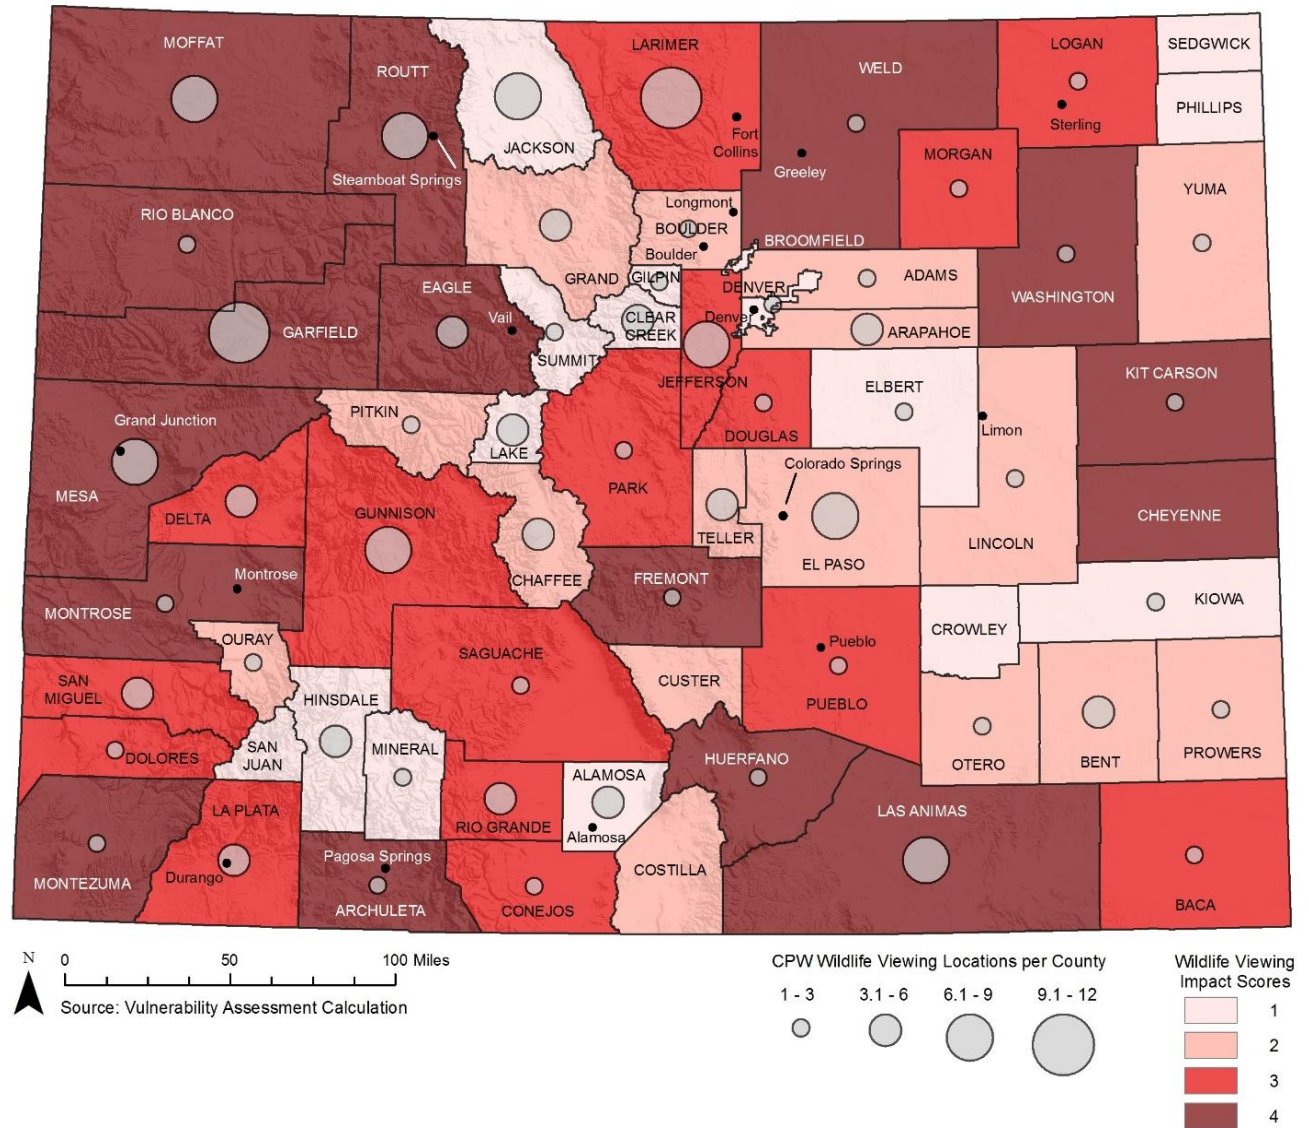 MOFFAT
ROUTT
Steamboat Springs
JACKSON
LARIMER
Fort
Collins
WELD
Greeley
LOGAN
Sterling
SEDGWICK
PHILLIPS
MORGAN
YUMA
RIO BLANCO
GRAND
Longmont
BOULDER
Boulder
BROOMFIELD
GILPIN
DENVER
Denver
ADAMS
ARAPAHOE
WASHINGTON
GARFIELD
EAGLE
Vail
SUMMIT
CLEAR
CREEK
JEFFERSON
DOUGLAS
ELBERT
Limon
KIT CARSON
Grand Junction
MESA
PITKIN
LAKE
PARK
DELTA
GUNNISON
CHAFFEE
TELLER
Colorado Springs
EL PASO
LINCOLN
CHEYENNE
Montrose
MONTROSE
FREMONT
OURAY
SAGUACHE
CUSTER
Pueblo
PUEBLO
CROWLEY
KIOWA
SAN
MIGUEL
HINSDALE
DOLORES
SAN
JUAN
MINERAL
ALAMOSA
Alamosa
RIO GRANDE
HUERFANO
OTERO
BENT
PROWERS
LAS ANIMAS
LA PLATA
Durango
MONTEZUMA
Pagosa Springs
ARCHULETA
CONEJOS
COSTILLA
BACA
N
0 50 100 Miles
Source: Vulnerability Assessment Calculation
CPW Wildlife Viewing Locations per County
1 - 3 3.1 - 6 6.1 - 9 9.1 - 12
Wildlife Viewing
Impact Scores
1
2
3
4